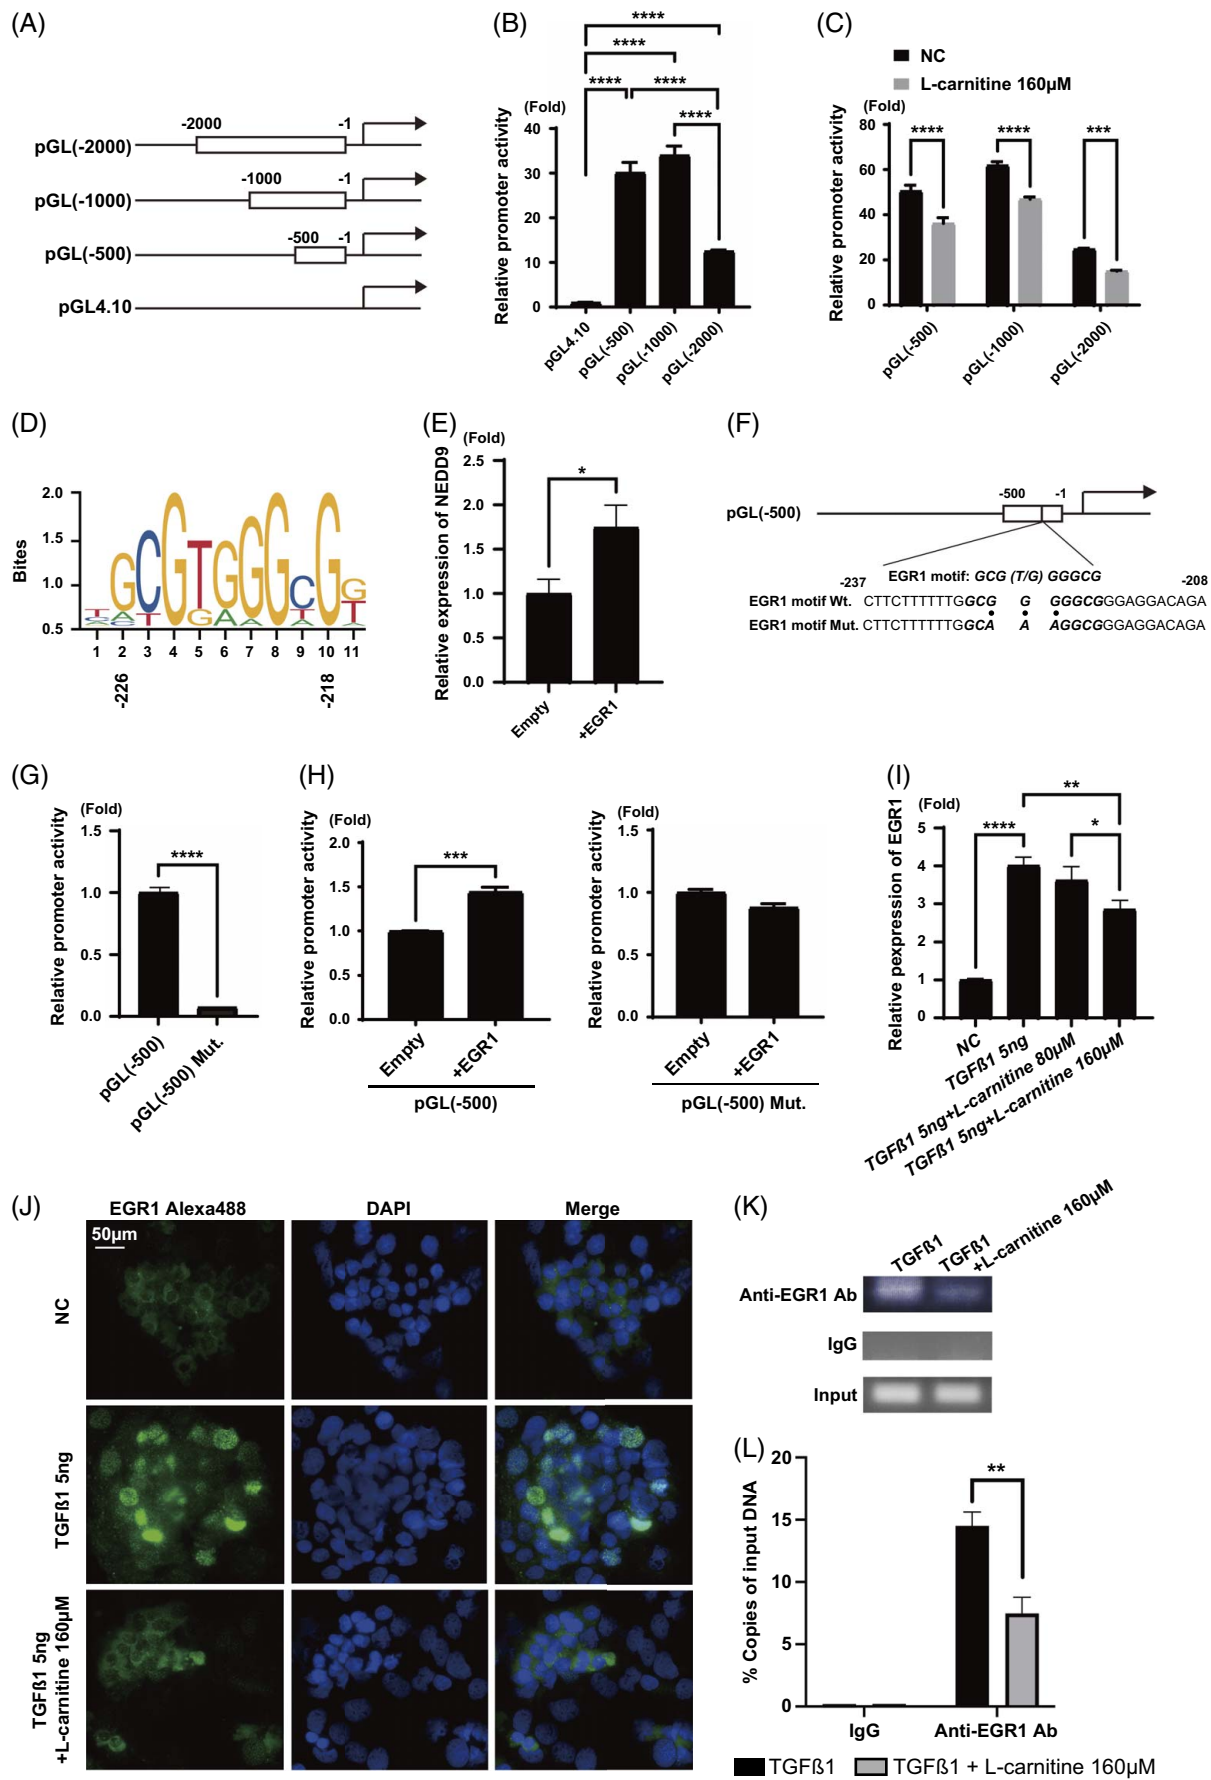 (A)
-2000 -1
pGL(-2000)
-1000 -1
pGL(-1000)
-500 -1
pGL(-500)
pGL4.10
(B)
****
****
**** ****
****
(Fold)
Relative promoter activity
40
30
20
10
0
pGL4.10
pGL(-500)
pGL(-1000)
pGL(-2000)
(C)
NC
L-carnitine 160µM
(Fold)
Relative promoter activity
80
60
40
20
0
**** **** ***
pGL(-500)
pGL(-1000)
pGL(-2000)
(D)
Bites
2.0
1.5
1.0
0.5
1 2 3 4 5 6 7 8 9 10 11
-226 -218
(E)
(Fold)
Relative expression of NEDD9
2.5
2.0
1.5
1.0
0.5
0.0
*
Empty
+EGR1
(F)
-500 -1
pGL(-500)
EGR1 motif: GCG (T/G) GGGCG
-237 -208
EGR1 motif Wt. CTTCTTTTTTGGCG G GGGCGGGAGGACAGA
EGR1 motif Mut. CTTCTTTTTTGGCA A AGGCGGGAGGACAGA
(G)
(Fold)
Relative promoter activity
1.5
1.0
0.5
0.0
****
pGL(-500)
pGL(-500) Mut.
(H)
(Fold)
Relative promoter activity
2.0
1.5
1.0
0.5
0.0
***
Empty
+EGR1
pGL(-500)
(Fold)
Relative promoter activity
1.5
1.0
0.5
0.0
Empty
+EGR1
pGL(-500) Mut.
(I)
(Fold)
Relative pexpression of EGR1
5
4
3
2
1
0
**
**** *
NC
TGFß1 5ng
TGFß1 5ng+L-carnitine 80µM
TGFß1 5ng+L-carnitine 160µM
(J)
EGR1 Alexa488 DAPI Merge
50µm
NC
TGFß1 5ng
TGFß1 5ng
+L-carnitine 160µM
(K)
TGFß1
TGFß1
+L-carnitine 160µM
Anti-EGR1 Ab
IgG
Input
(L)
% Copies of input DNA
20
15
10
5
0
**
IgG Anti-EGR1 Ab
TGFß1 TGFß1 + L-carnitine 160µM